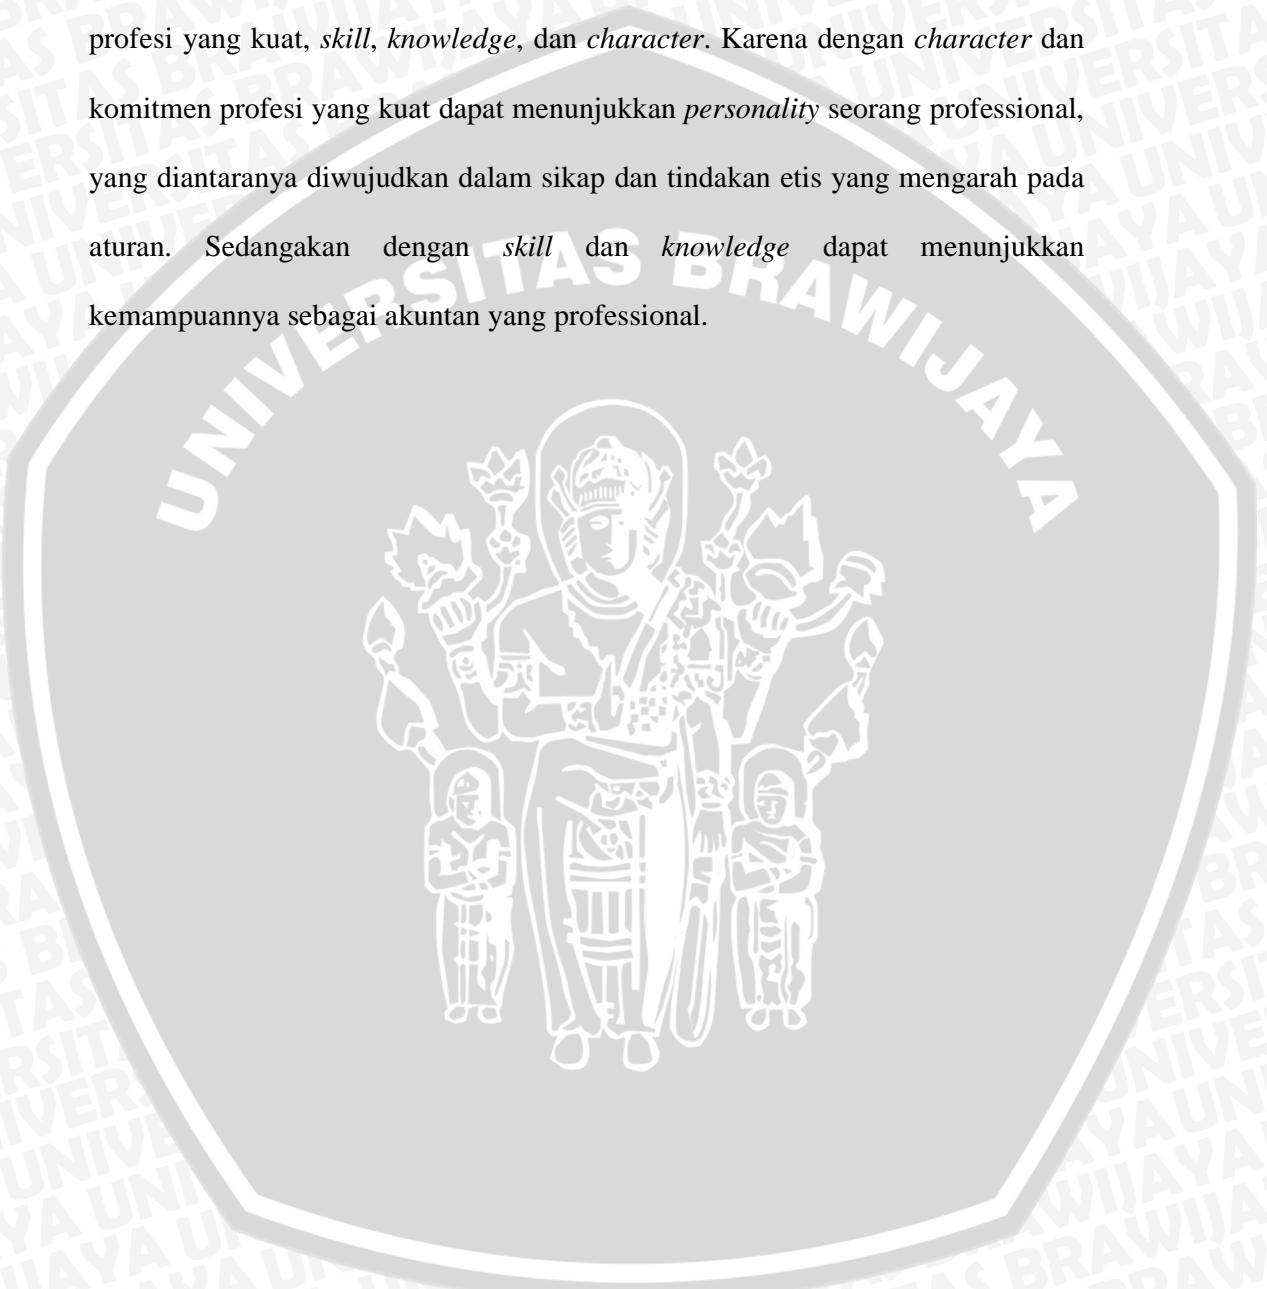 profesi yang kuat, skill, knowledge, dan character. Karena dengan character dan
komitmen profesi yang kuat dapat menunjukkan personality seorang professional,
yang diantaranya diwujudkan dalam sikap dan tindakan etis yang mengarah pada
aturan. Sedangakan dengan skill dan knowledge dapat menunjukkan
kemampuannya sebagai akuntan yang professional.
UNIVERSITAS BRAWIJAYA